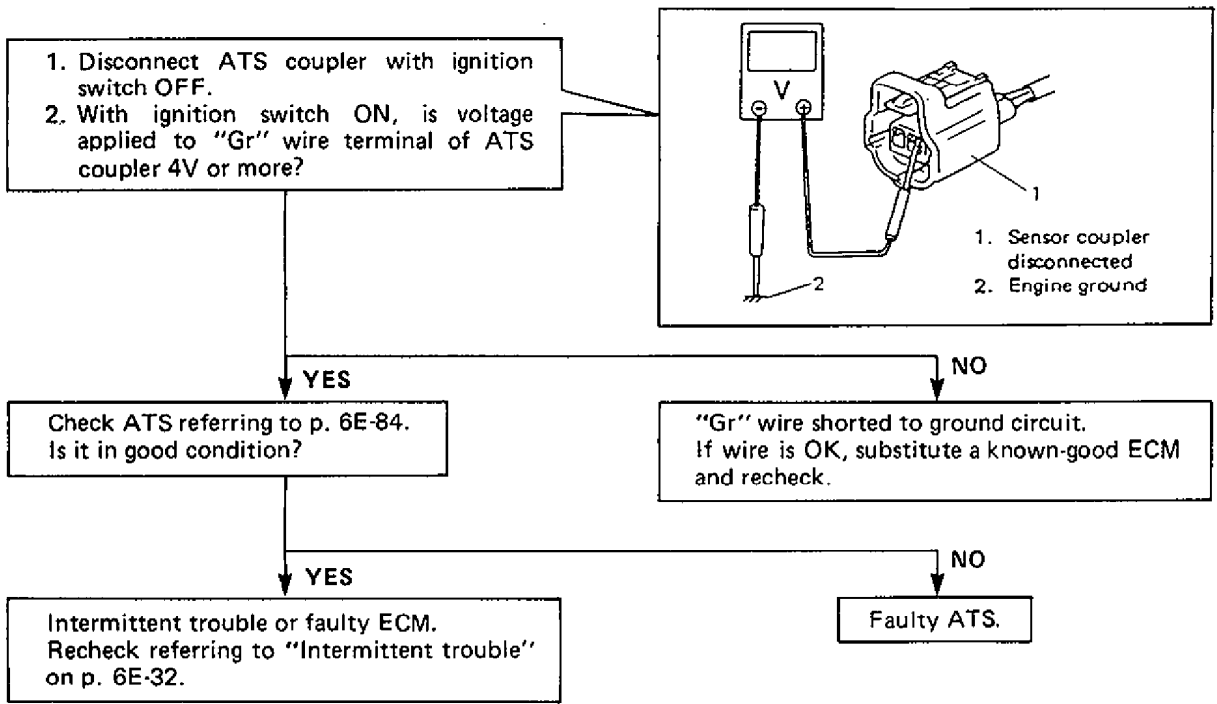 1. Disconnect ATS coupler with ignition
switch OFF.
2. With ignition switch ON, is voltage
applied to "Gr" wire terminal of ATS
coupler 4V or more?
V
1
2
1. Sensor coupler
disconnected
2. Engine ground
YES
NO
Check ATS referring to p. 6E-84.
Is it in good condition?
"Gr" wire shorted to ground circuit.
If wire is OK, substitute a known-good ECM
and recheck.
YES
NO
Intermittent trouble or faulty ECM.
Recheck referring to "Intermittent trouble"
on p. 6E-32.
Faulty ATS.